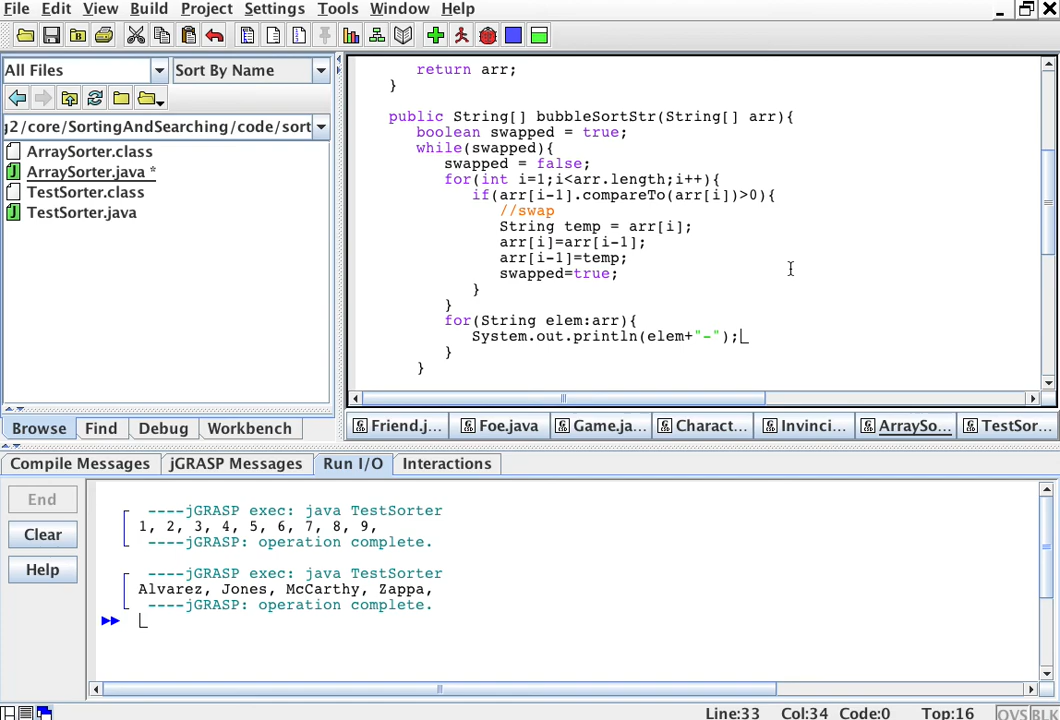 File Edit View Build Project Settings Tools Window Help
All Files Sort By Name
g2/core/SortingAndSearching/code/sort
ArraySorter.class
ArraySorter.java *
TestSorter.class
TestSorter.java
Browse Find Debug Workbench
return arr;
}
public String[] bubbleSortStr(String[] arr){
boolean swapped = true;
while(swapped){
swapped = false;
for(int i=1;i<arr.length;i++){
if(arr[i-1].compareTo(arr[i])>0){
//swap
String temp = arr[i];
arr[i]=arr[i-1];
arr[i-1]=temp;
swapped=true;
}
}
for(String elem:arr){
System.out.println(elem+"-");
}
}
Friend.j... Foe.java Game.ja... Charact... Invinci... ArraySo... TestSor...
Compile Messages jGRASP Messages Run I/O Interactions
End
Clear
Help
----jGRASP exec: java TestSorter
1, 2, 3, 4, 5, 6, 7, 8, 9,
----jGRASP: operation complete.
----jGRASP exec: java TestSorter
Alvarez, Jones, McCarthy, Zappa,
----jGRASP: operation complete.
Line:33 Col:34 Code:0 Top:16 OVS BLK